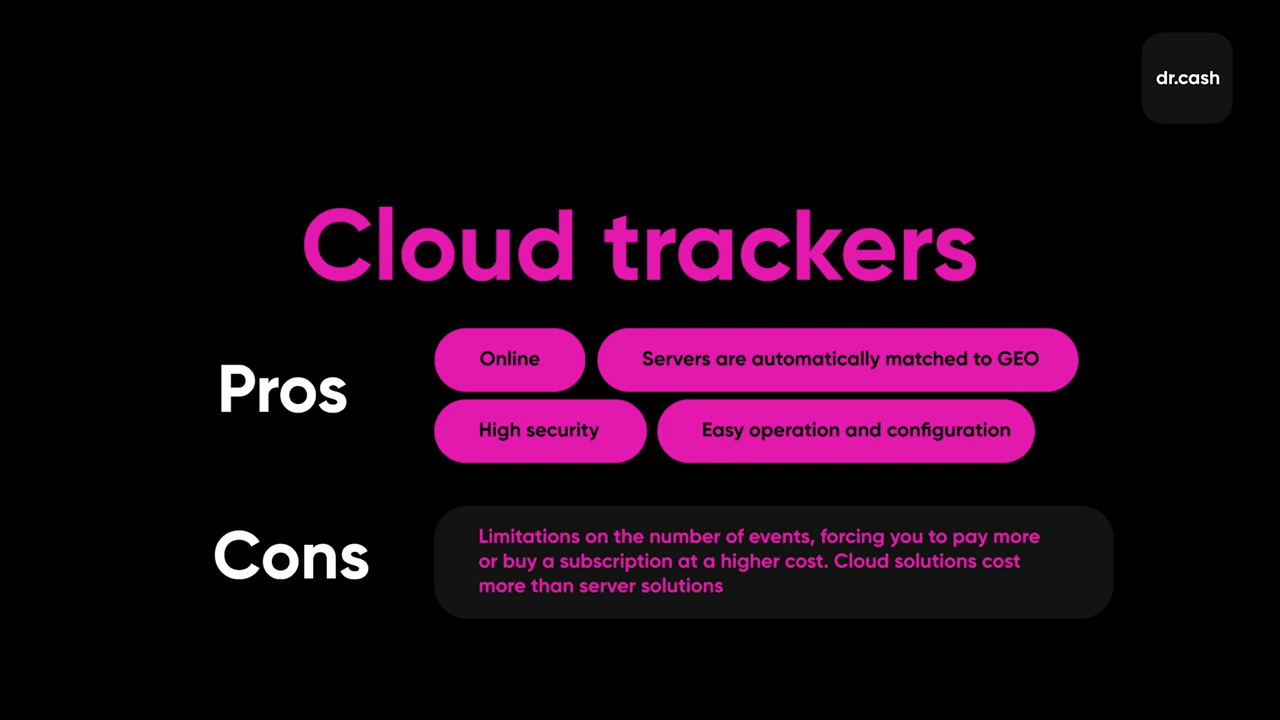 dr.cash
Cloud trackers
Pros
Online
Servers are automatically matched to GEO
High security
Easy operation and configuration
Cons
Limitations on the number of events, forcing you to pay more
or buy a subscription at a higher cost. Cloud solutions cost
more than server solutions